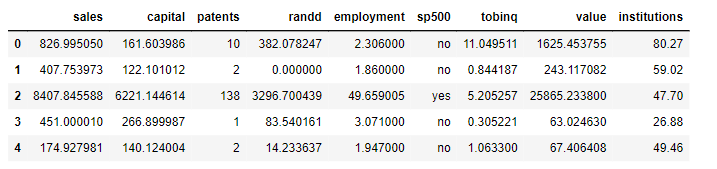 sales capital patents randd employment sp500 tobinq value institutions
0 826.995050 161.603986 10 382.078247 2.306000 no 11.049511 1625.453755 80.27
1 407.753973 122.101012 2 0.000000 1.860000 no 0.844187 243.117082 59.02
2 8407.845588 6221.144614 138 3296.700439 49.659005 yes 5.205257 25865.233800 47.70
3 451.000010 266.899987 1 83.540161 3.071000 no 0.305221 63.024630 26.88
4 174.927981 140.124004 2 14.233637 1.947000 no 1.063300 67.406408 49.46